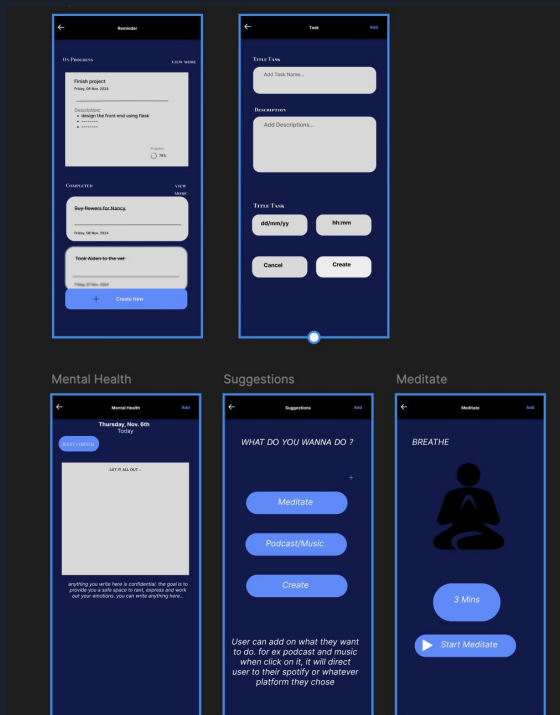 Reminder
On Progress
VIEW MORE
Finish project
Friday, 08 Nov. 2024
Description:
design the front end using flask
--------
--------
Progress
78%
Completed
VIEW
MORE
Buy flowers for Nancy.
Friday, 08 Nov. 2024
Took Aiden to the vet
Friday, 07 Nov. 2024
+ Create New
Task
Add
Title Task
Add Task Name...
Description
Add Descriptions...
Title Task
dd/mm/yy
hh:mm
Cancel
Create
Mental Health
Mental Health
Add
Thursday, Nov. 6th
Today
-LET IT ALL OUT -
anything you write here is confidential. the goal is to
provide you a safe space to rant, express and work
out your emotions. you can write anything here...
Suggestions
Suggestions
Add
WHAT DO YOU WANNA DO ?
+
Meditate
Podcast/Music
Create
User can add on what they want
to do. for ex podcast and music
when click on it, it will direct
user to their spotify or whatever
platform they chose
Meditate
Meditate
Add
BREATHE
3 Mins
Start Meditate